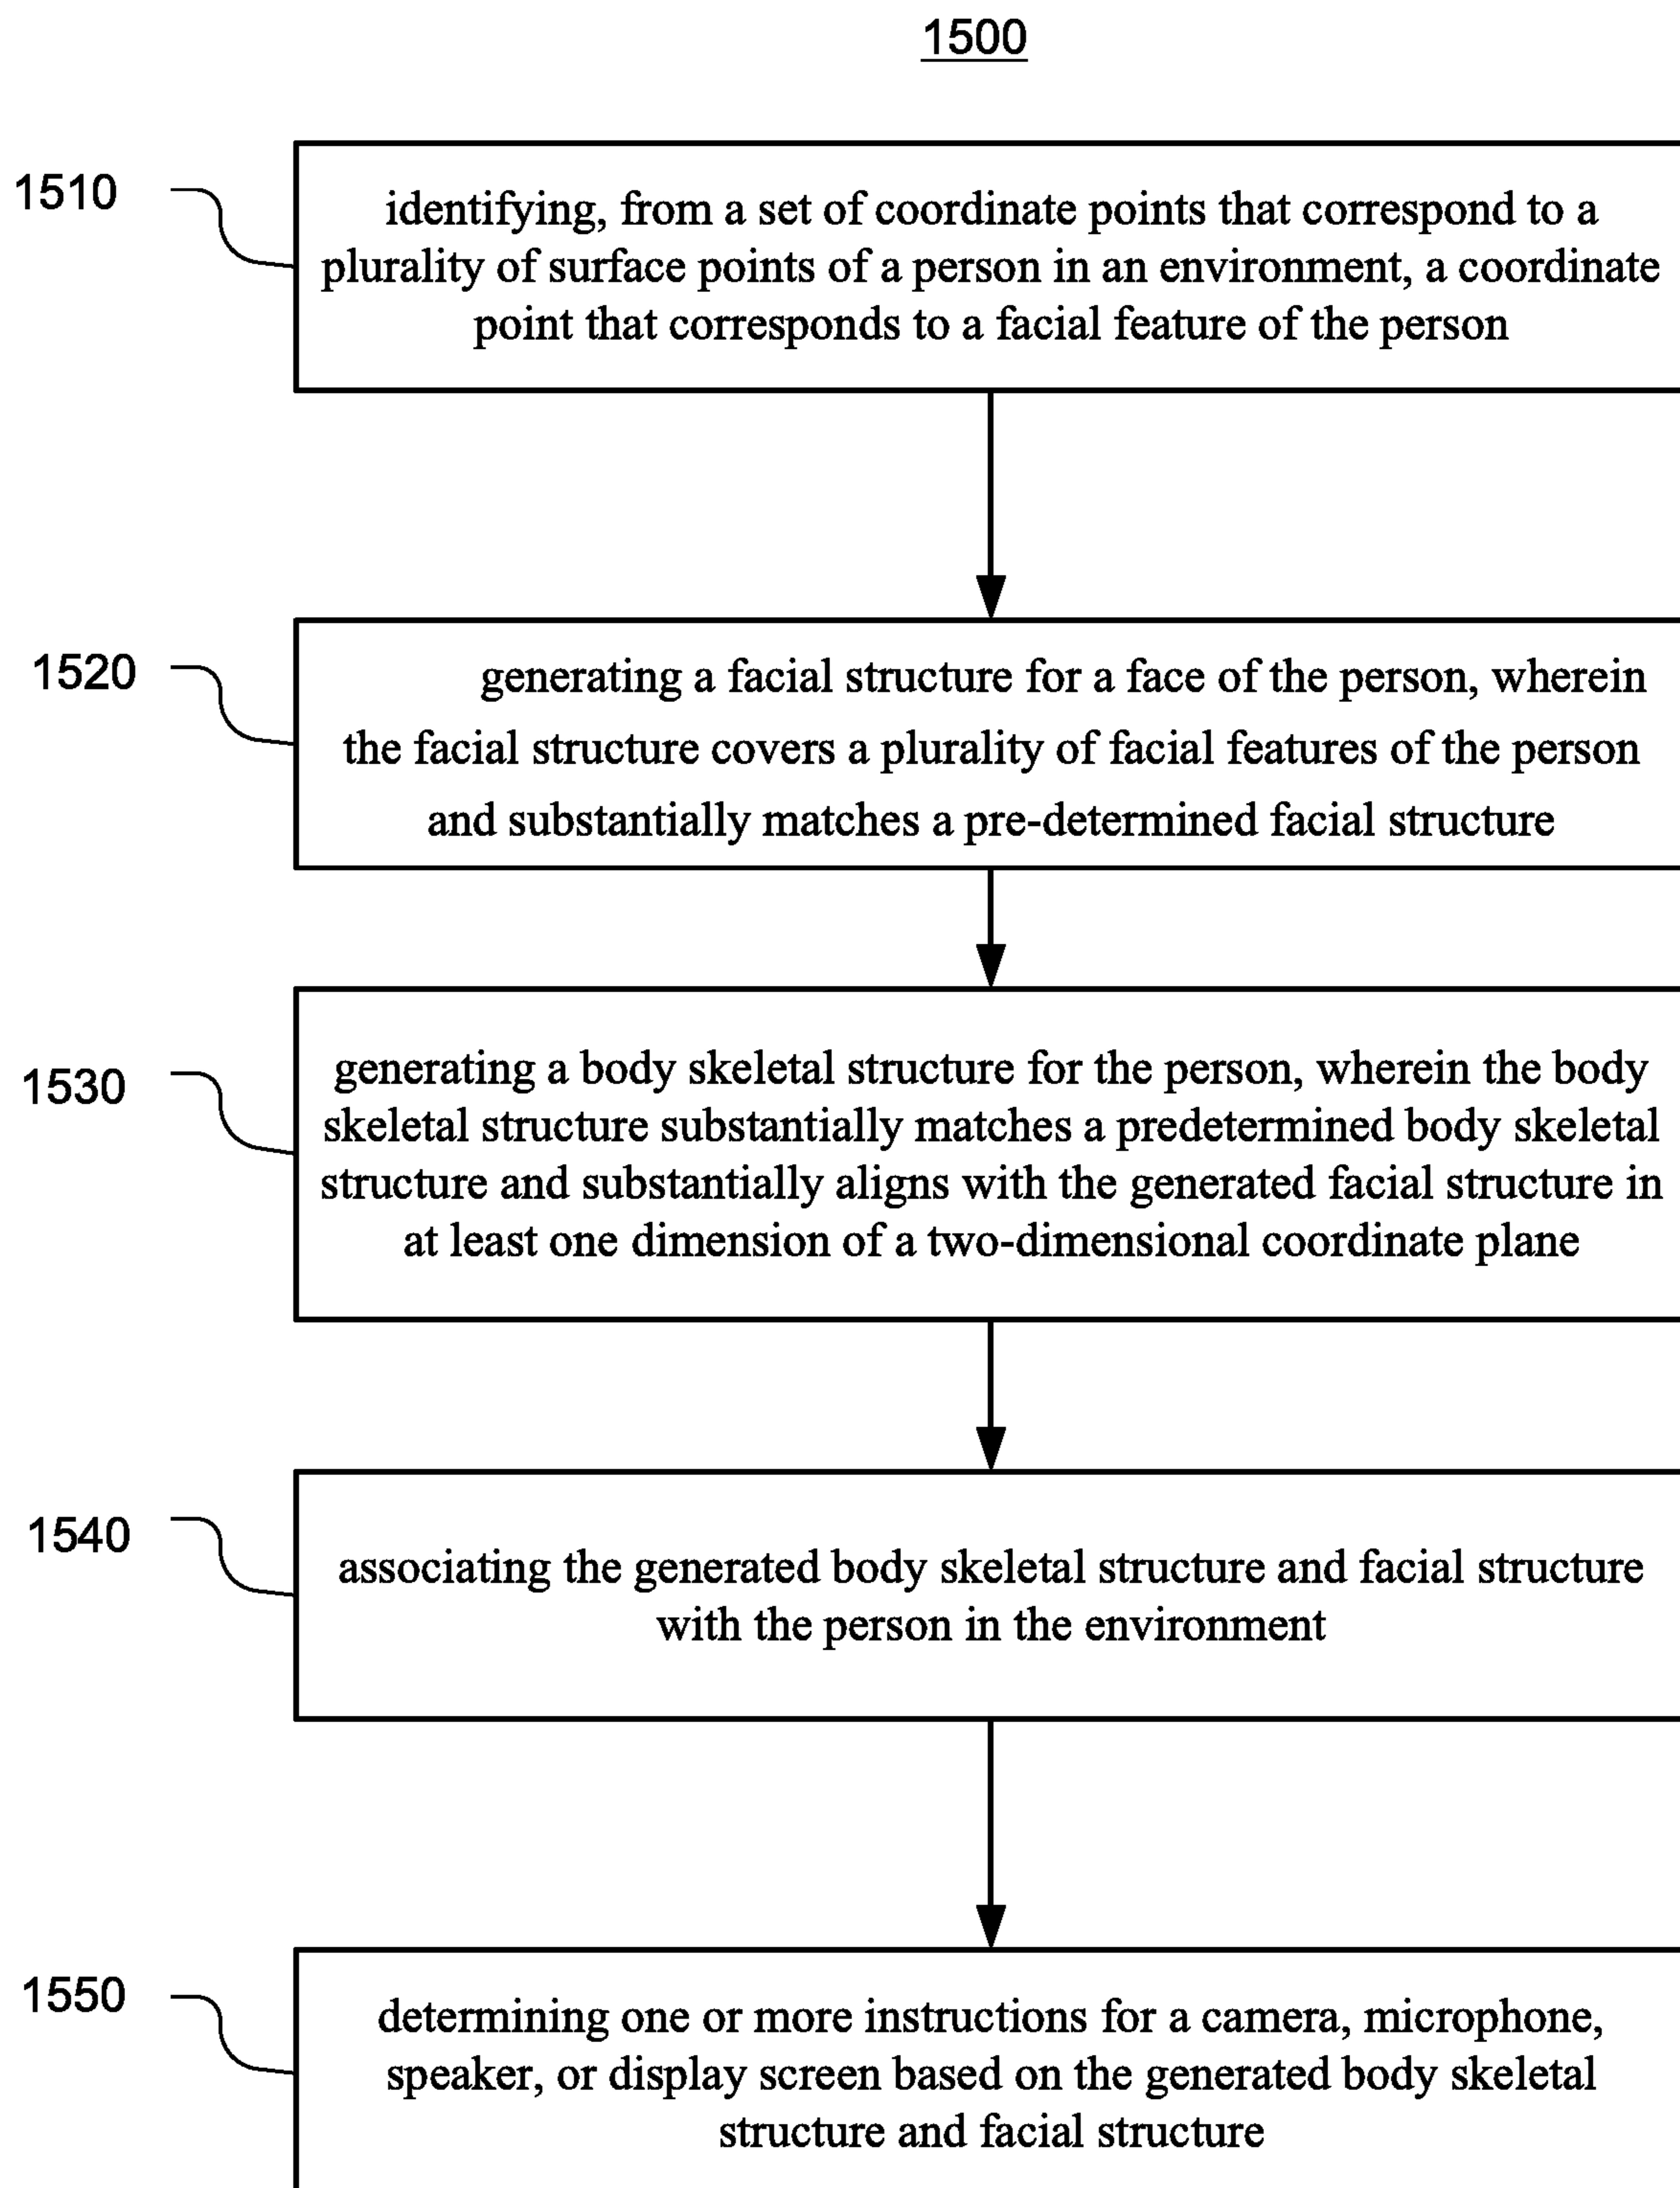 1500
1510
identifying, from a set of coordinate points that correspond to a
plurality of surface points of a person in an environment, a coordinate
point that corresponds to a facial feature of the person
1520
generating a facial structure for a face of the person, wherein
the facial structure covers a plurality of facial features of the person
and substantially matches a pre-determined facial structure
1530
generating a body skeletal structure for the person, wherein the body
skeletal structure substantially matches a predetermined body skeletal
structure and substantially aligns with the generated facial structure in
at least one dimension of a two-dimensional coordinate plane
1540
associating the generated body skeletal structure and facial structure
with the person in the environment
1550
determining one or more instructions for a camera, microphone,
speaker, or display screen based on the generated body skeletal
structure and facial structure